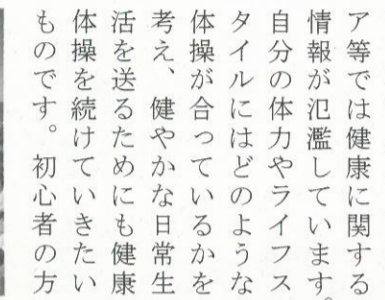 ア等では健康に関する
情報が氾濫しています。
自分の体力やライフス
タイルにはどのような
体操が合っているかを
考え、健やかな日常生
活を送るためにも健康
体操を続けていきたい
ものです。初心者の方